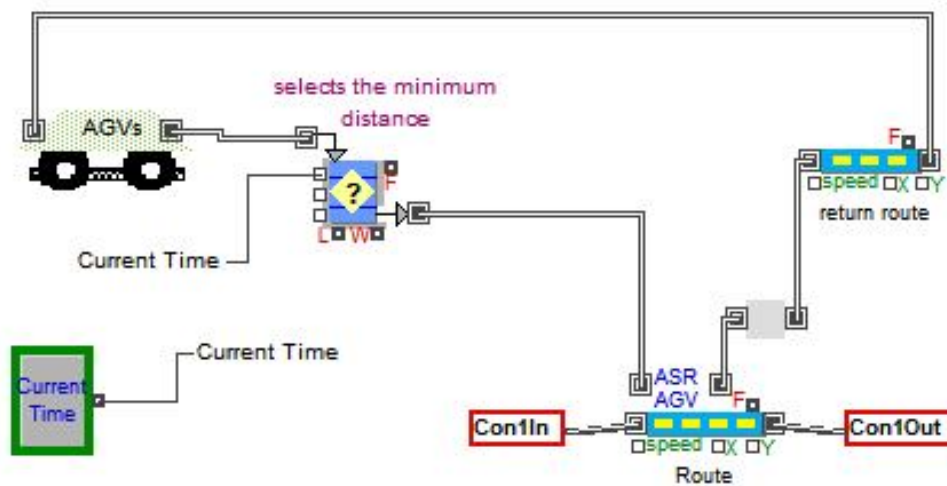 selects the minimum
distance
AGVs
?
F
L W
Current Time
F
speed X Y
return route
Current Time
Current
Time
ASR
AGV
F
Con1In
Con1Out
speed X Y
Route